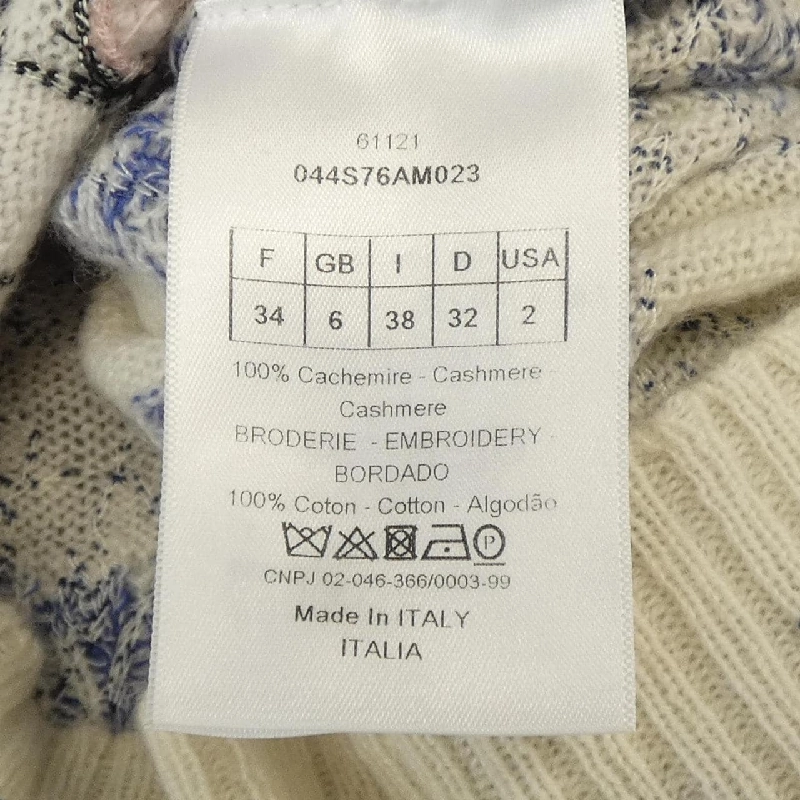 61121
044S76AM023
F GB I D USA
34 6 38 32 2
100% Cachemire - Cashmere -
Cashmere
BRODERIE - EMBROIDERY -
BORDADO
100% Coton - Cotton - Algodão
P
CNPJ 02-046-366/0003-99
Made In ITALY
ITALIA